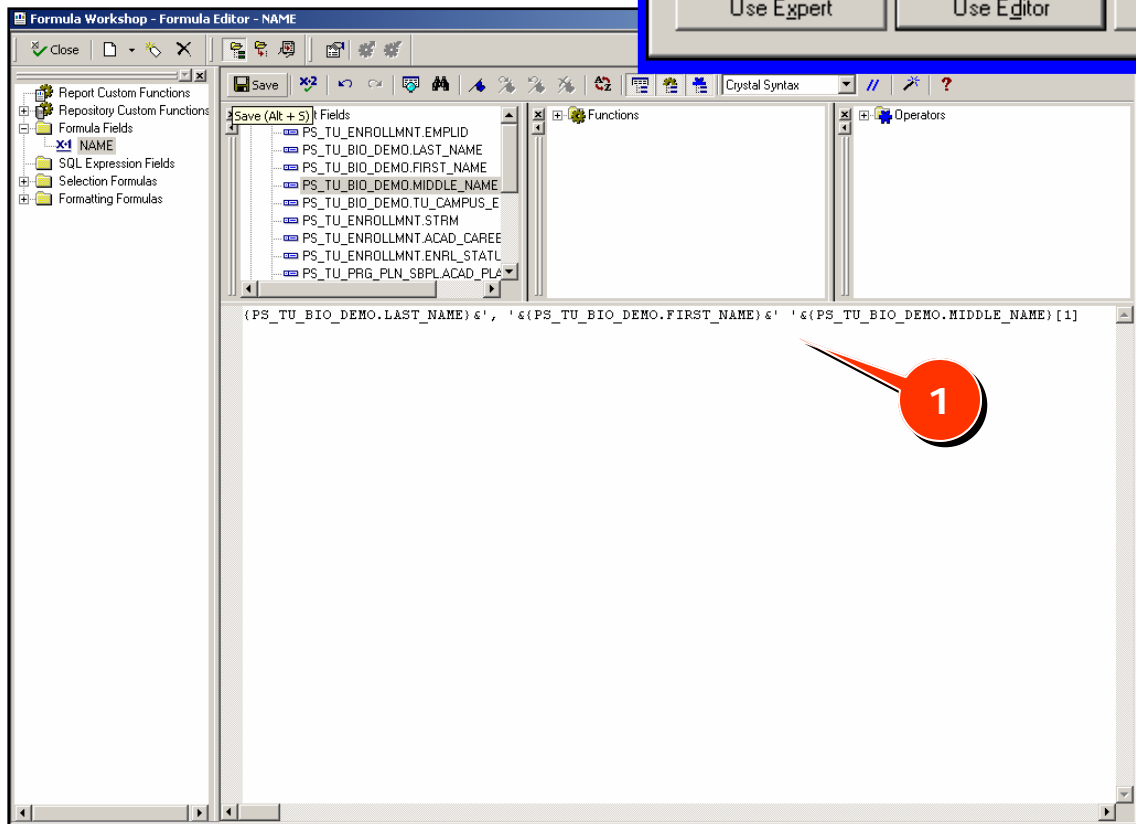 Formula Workshop - Formula Editor - NAME
Use Expert
Use Editor
Close
Save
Crystal Syntax
//
?
Report Custom Functions
Repository Custom Functions
Formula Fields
X·1 NAME
SQL Expression Fields
Selection Formulas
Formatting Formulas
Save (Alt + S)
t Fields
PS_TU_ENROLLMNT.EMPLID
PS_TU_BIO_DEMO.LAST_NAME
PS_TU_BIO_DEMO.FIRST_NAME
PS_TU_BIO_DEMO.MIDDLE_NAME
PS_TU_BIO_DEMO.TU_CAMPUS_E
PS_TU_ENROLLMNT.STRM
PS_TU_ENROLLMNT.ACAD_CAREE
PS_TU_ENROLLMNT.ENRL_STATU
PS_TU_PRG_PLN_SBPL.ACAD_PLA
Functions
Operators
{PS_TU_BIO_DEMO.LAST_NAME}&', '&{PS_TU_BIO_DEMO.FIRST_NAME}&' '&{PS_TU_BIO_DEMO.MIDDLE_NAME}[1]
1